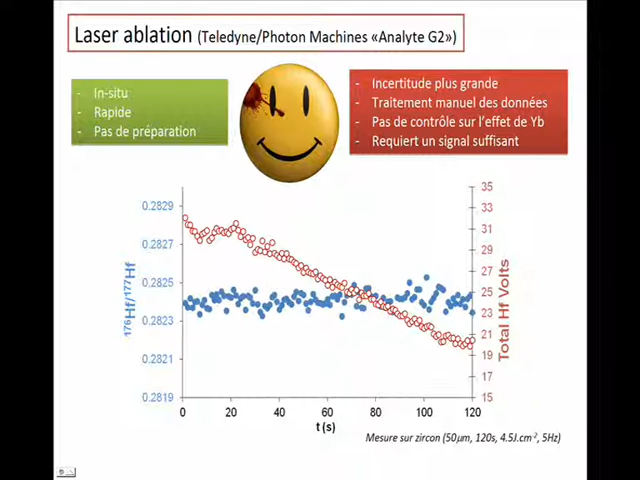 Laser ablation (Teledyne/Photon Machines «Analyte G2»)
- In-situ
- Rapide
- Pas de préparation
- Incertitude plus grande
- Traitement manuel des données
- Pas de contrôle sur l'effet de Yb
- Requiert un signal suffisant
0.2829
0.2827
0.2825
0.2823
0.2821
0.2819
¹⁷⁶Hf/¹⁷⁷Hf
35
33
31
29
27
25
23
21
19
17
15
Total Hf Volts
0 20 40 60 80 100 120
t (s)
Mesure sur zircon (50µm, 120s, 4.5J.cm⁻², 5Hz)